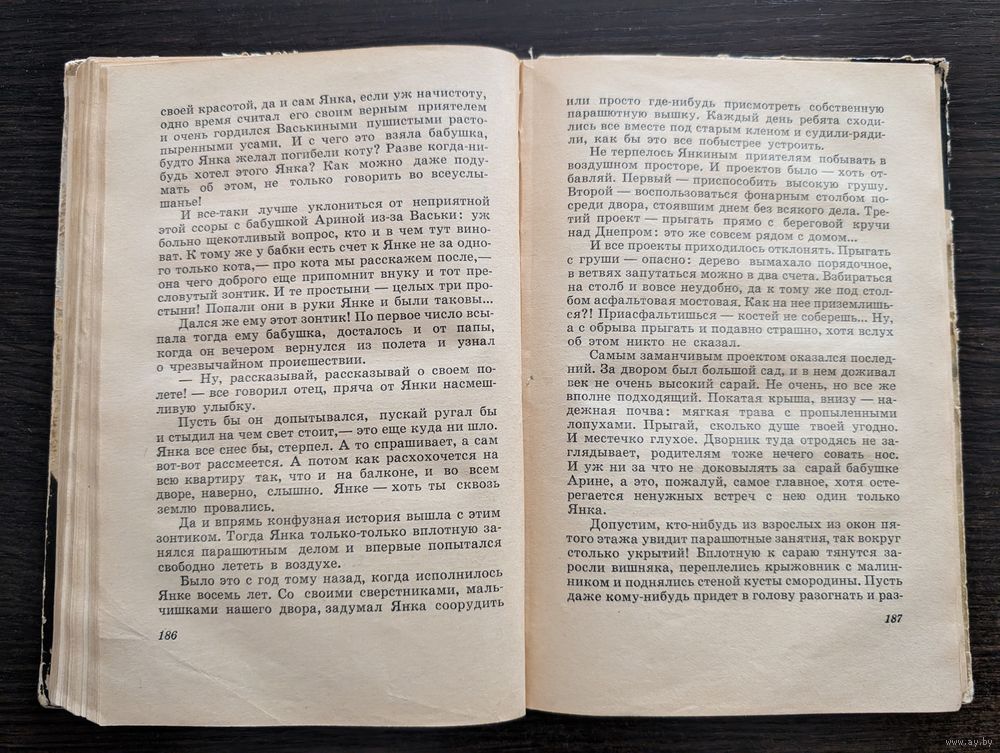 своей красотой, да и сам Янка, если уж начистоту,
одно время считал его своим верным приятелем
и очень гордился Васькиными пушистыми расто-
пыренными усами. И с чего это взяла бабушка,
будто Янка желал погибели коту? Разве когда-ни-
будь хотел этого Янка? Как можно даже поду-
мать об этом, не только говорить во всеуслы-
шанье!
И все-таки лучше уклониться от неприятной
этой ссоры с бабушкой Ариной из-за Васьки: уж
больно щекотливый вопрос, кто и в чем тут вино-
ват. К тому же у бабки есть счет к Янке не за одно-
го только кота,— про кота мы расскажем после,—
она чего доброго еще припомнит внуку и тот пре-
словутый зонтик. И те простыни — целых три про-
стыни! Попали они в руки Янке и были таковы...
Дался же ему этот зонтик! По первое число всы-
пала тогда ему бабушка, досталось и от папы,
когда он вечером вернулся из полета и узнал
о чрезвычайном происшествии.
— Ну, рассказывай, рассказывай о своем по-
лете! — все говорил отец, пряча от Янки насмеш-
ливую улыбку.
Пусть бы он допытывался, пускай ругал бы
и стыдил на чем свет стоит,— это еще куда ни шло.
Янка все снес бы, стерпел. А то спрашивает, а сам
вот-вот рассмеется. А потом как расхохочется на
всю квартиру так, что и на балконе, и во всем
дворе, наверно, слышно. Янке — хоть ты сквозь
землю провались.
Да и впрямь конфузная история вышла с этим
зонтиком. Тогда Янка только-только вплотную за-
нялся парашютным делом и впервые попытался
свободно лететь в воздухе.
Было это с год тому назад, когда исполнилось
Янке восемь лет. Со своими сверстниками, маль-
чишками нашего двора, задумал Янка соорудить
186
или просто где-нибудь присмотреть собственную
парашютную вышку. Каждый день ребята сходи-
лись все вместе под старым кленом и судили-ряди-
ли, как бы это все побыстрее устроить.
Не терпелось Янкиным приятелям побывать в
воздушном просторе. И проектов было — хоть от-
бавляй. Первый — приспособить высокую грушу.
Второй — воспользоваться фонарным столбом по-
среди двора, стоявшим днем без всякого дела. Тре-
тий проект — прыгать прямо с береговой кручи
над Днепром: это же совсем рядом с домом...
И все проекты приходилось отклонять. Прыгать
с груши — опасно: дерево вымахало порядочное,
в ветвях запутаться можно в два счета. Взбираться
на столб и вовсе неудобно, да к тому же под стол-
бом асфальтовая мостовая. Как на нее приземлишь-
ся?! Приасфальтишься — костей не соберешь... Ну,
а с обрыва прыгать и подавно страшно, хотя вслух
об этом никто не сказал.
Самым заманчивым проектом оказался послед-
ний. За двором был большой сад, и в нем доживал
век не очень высокий сарай. Не очень, но все же
вполне подходящий. Покатая крыша, внизу — на-
дежная почва: мягкая трава с пропыленными
лопухами. Прыгай, сколько душе твоей угодно.
И местечко глухое. Дворник туда отродясь не за-
глядывает, родителям тоже нечего совать нос.
И уж ни за что не доковылять за сарай бабушке
Арине, а это, пожалуй, самое главное, хотя осте-
регается ненужных встреч с нею один только
Янка.
Допустим, кто-нибудь из взрослых из окон пя-
того этажа увидит парашютные занятия, так вокруг
столько укрытий! Вплотную к сараю тянутся за-
росли вишняка, переплелись крыжовник с малин-
ником и поднялись стеной кусты смородины. Пусть
даже кому-нибудь придет в голову разогнать и раз-
187
www.ay.by